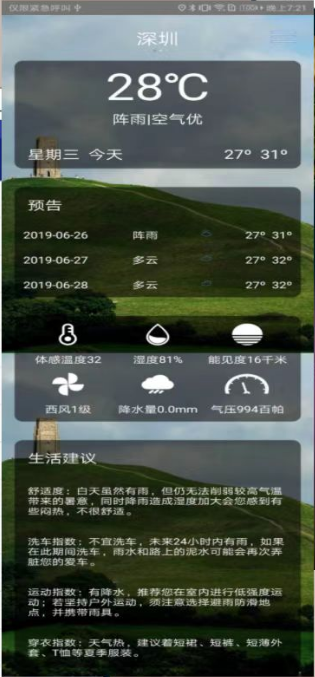 仅限紧急呼叫
晚上7:21
深圳
28℃
阵雨|空气优
星期三 今天 27° 31°
预告
2019-06-26 阵雨 27° 31°
2019-06-27 多云 27° 32°
2019-06-28 多云 27° 32°
体感温度32 湿度81% 能见度16千米
西风1级 降水量0.0mm 气压994百帕
生活建议
舒适度：白天虽然有雨，但仍无法削弱较高气温
带来的暑意，同时降雨造成湿度加大会您感到有
些闷热，不很舒适。
洗车指数：不宜洗车，未来24小时内有雨，如果
在此期间洗车，雨水和路上的泥水可能会再次弄
脏您的爱车。
运动指数：有降水，推荐您在室内进行低强度运
动；若坚持户外运动，须注意选择避雨防滑地
点，并携带雨具。
穿衣指数：天气热，建议着短裙、短裤、短薄外
套、T恤等夏季服装。